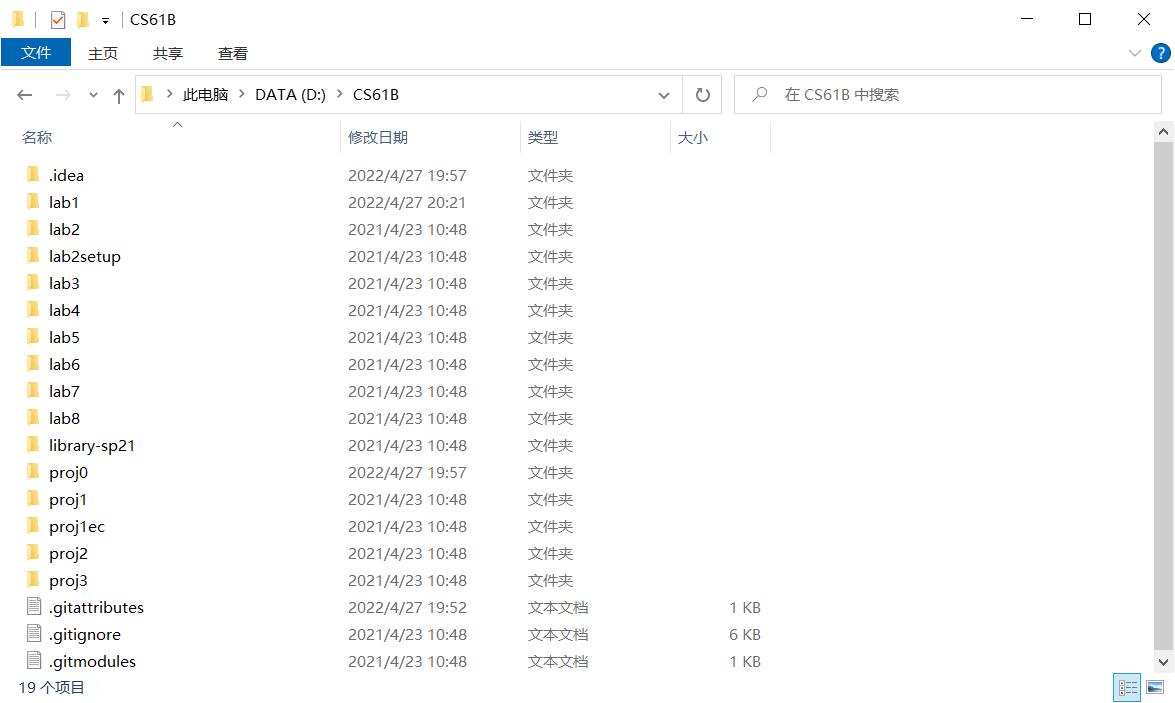 CS61B
文件 主页 共享 查看
此电脑 DATA (D:) CS61B 在 CS61B 中搜索
名称 修改日期 类型 大小
.idea 2022/4/27 19:57 文件夹
lab1 2022/4/27 20:21 文件夹
lab2 2021/4/23 10:48 文件夹
lab2setup 2021/4/23 10:48 文件夹
lab3 2021/4/23 10:48 文件夹
lab4 2021/4/23 10:48 文件夹
lab5 2021/4/23 10:48 文件夹
lab6 2021/4/23 10:48 文件夹
lab7 2021/4/23 10:48 文件夹
lab8 2021/4/23 10:48 文件夹
library-sp21 2021/4/23 10:48 文件夹
proj0 2022/4/27 19:57 文件夹
proj1 2021/4/23 10:48 文件夹
proj1ec 2021/4/23 10:48 文件夹
proj2 2021/4/23 10:48 文件夹
proj3 2021/4/23 10:48 文件夹
.gitattributes 2022/4/27 19:52 文本文档 1 KB
.gitignore 2021/4/23 10:48 文本文档 6 KB
.gitmodules 2021/4/23 10:48 文本文档 1 KB
19 个项目